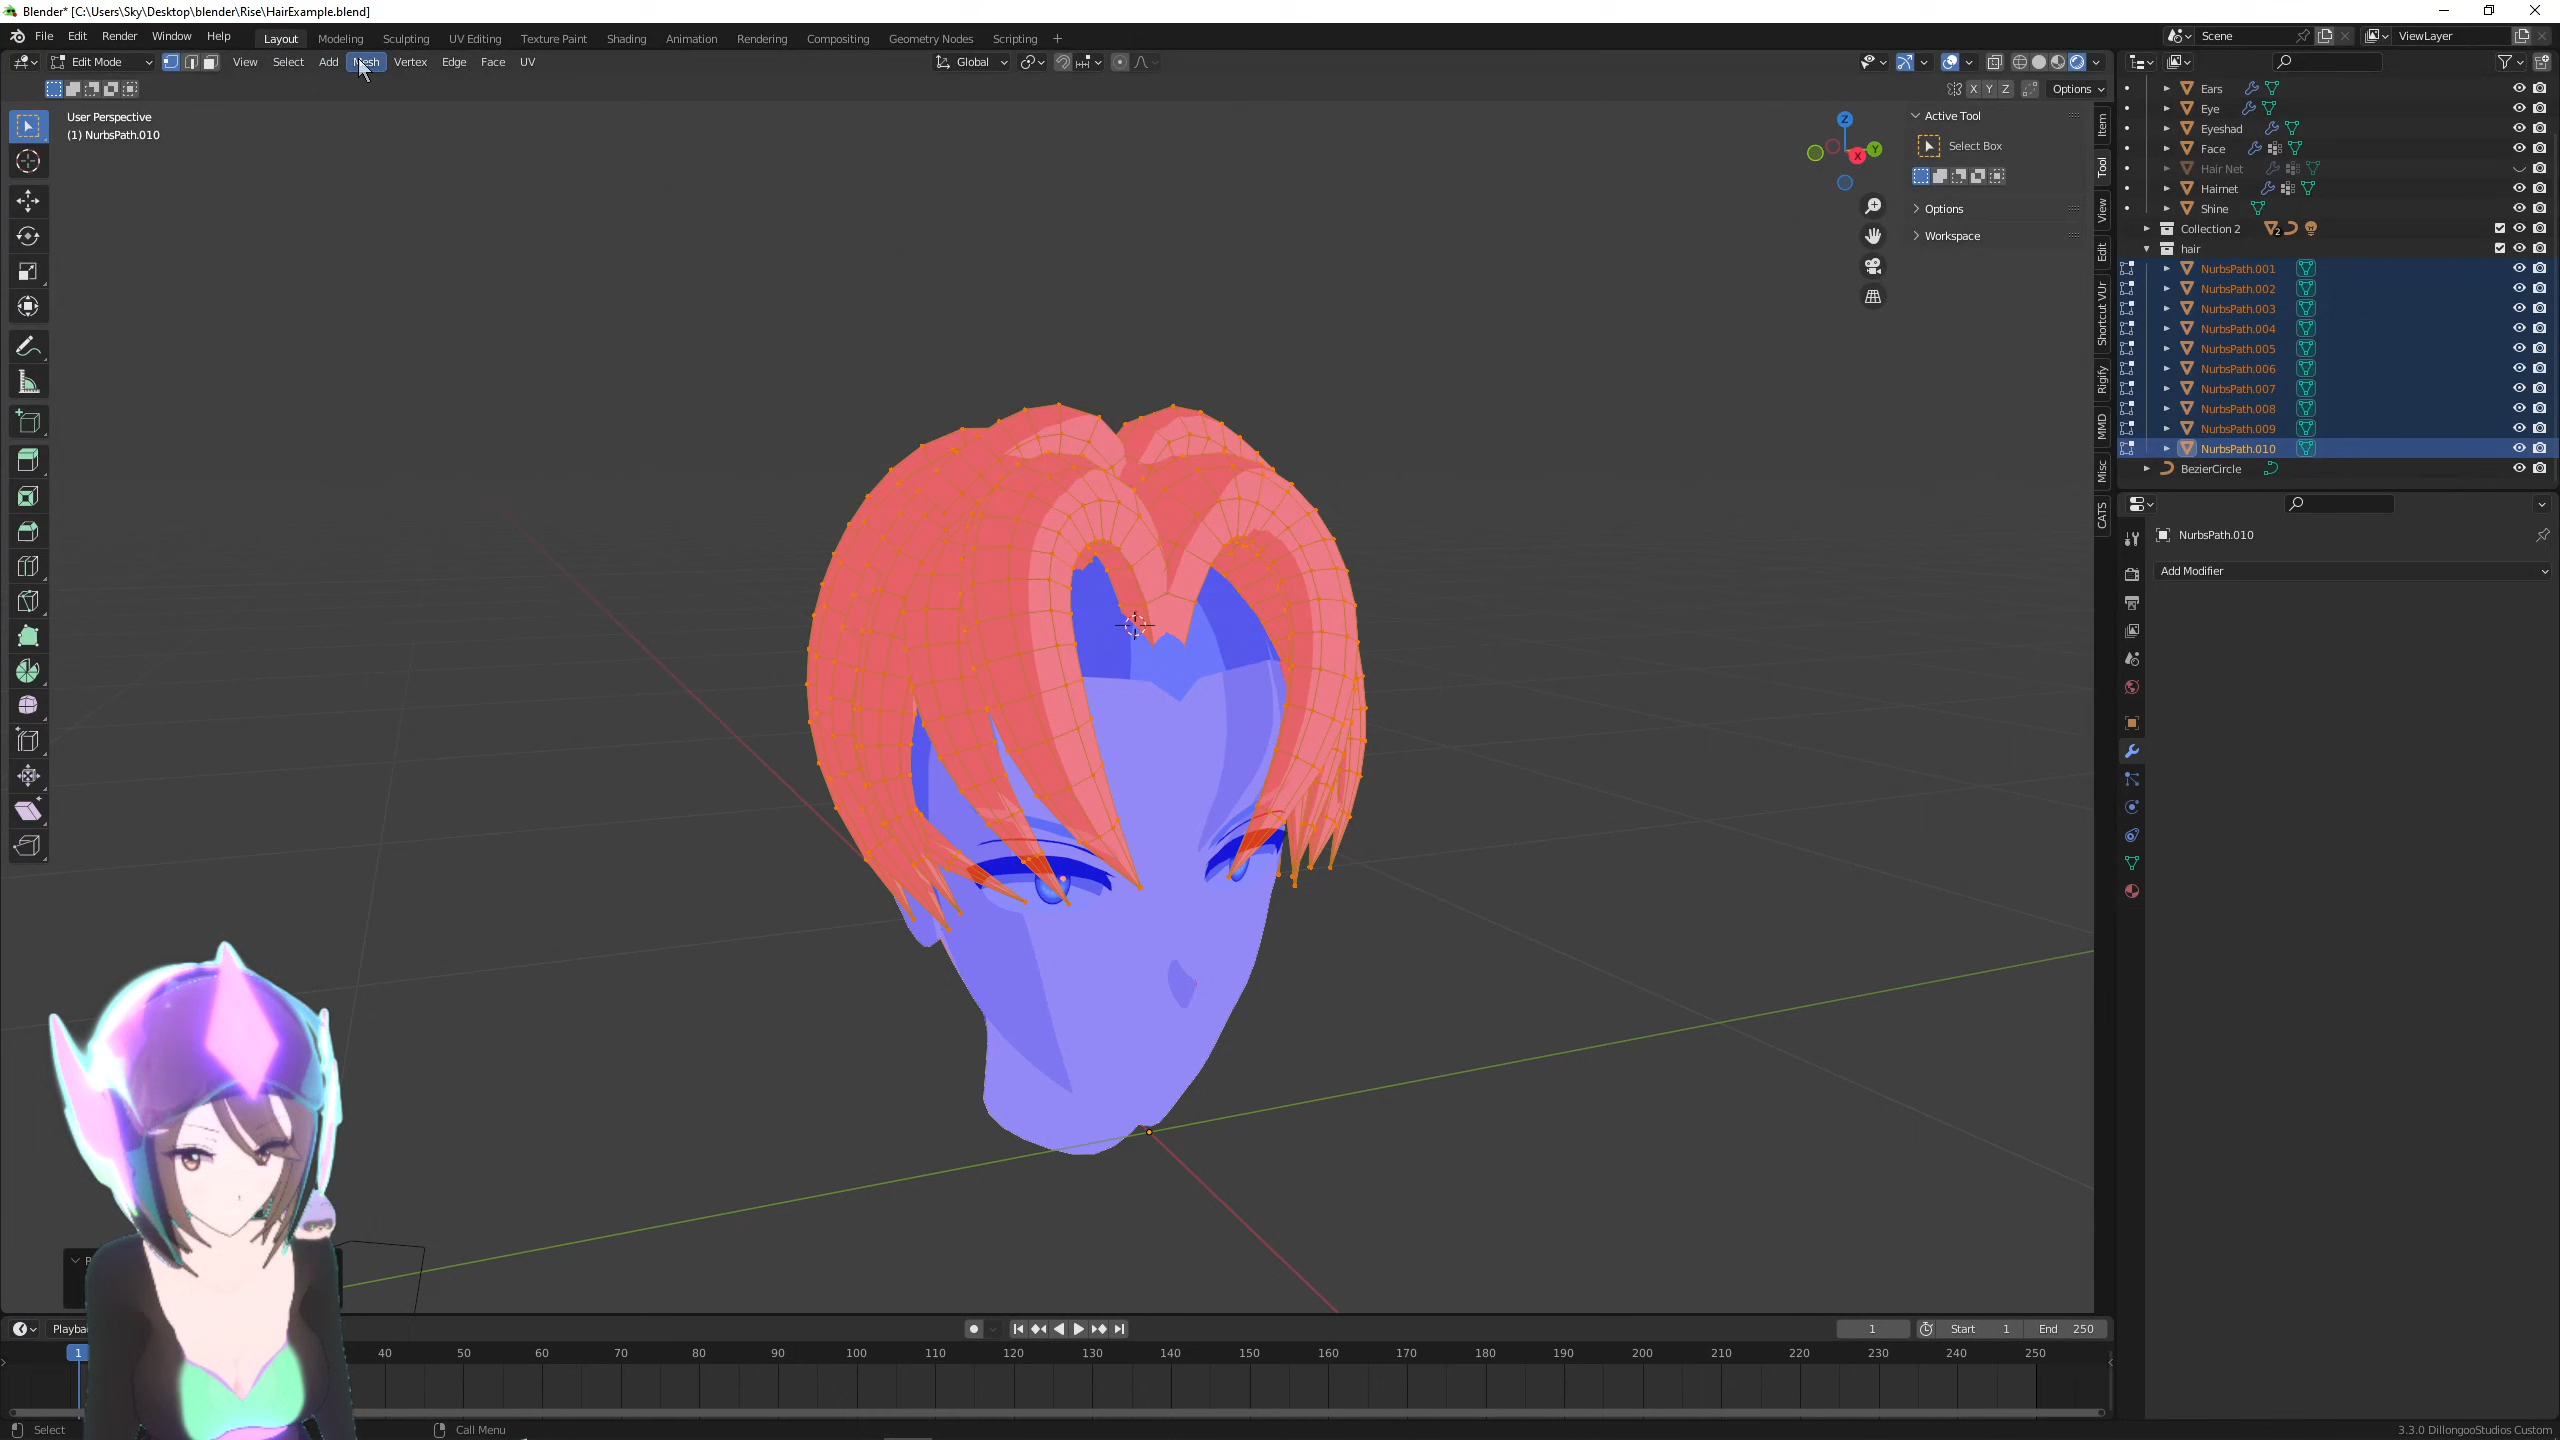 Blender* [C:\Users\Sky\Desktop\blender\Rise\HairExample.blend]
File Edit Render Window Help
Layout Modeling Sculpting UV Editing Texture Paint Shading Animation Rendering Compositing Geometry Nodes Scripting +
Scene
ViewLayer
Edit Mode
View Select Add Mesh Vertex Edge Face UV
Global
X Y Z
Options
User Perspective
(1) NurbsPath.010
Z
Y
X
Active Tool
Select Box
Options
Workspace
Item
Tool
View
Edit
Shortcut VUr
Rigify
MMD
Misc
CATS
Ears
Eye
Eyeshad
Face
Hair Net
Hairnet
Shine
Collection 2
2
hair
NurbsPath.001
NurbsPath.002
NurbsPath.003
NurbsPath.004
NurbsPath.005
NurbsPath.006
NurbsPath.007
NurbsPath.008
NurbsPath.009
NurbsPath.010
BezierCircle
NurbsPath.010
Add Modifier
1
Start 1
End 250
1 40 50 60 70 80 90 100 110 120 130 140 150 160 170 180 190 200 210 220 230 240 250
Select
Call Menu
3.3.0 DillongooStudios Custom